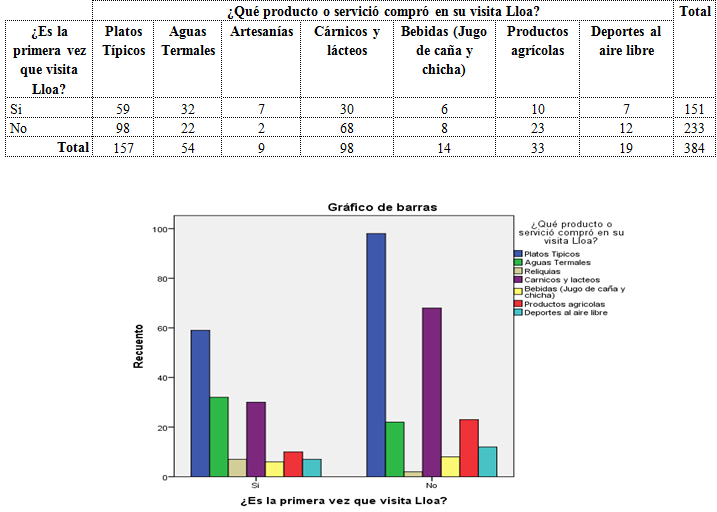 ¿Qué producto o servició compró en su visita Lloa? Total
¿Es la primera vez que visita Lloa? Platos Típicos Aguas Termales Artesanías Cárnicos y lácteos Bebidas (Jugo de caña y chicha) Productos agrícolas Deportes al aire libre
Si 59 32 7 30 6 10 7 151
No 98 22 2 68 8 23 12 233
Total 157 54 9 98 14 33 19 384
Gráfico de barras
¿Qué producto o
servició compró en su
visita Lloa?
Platos Tipicos
Aguas Termales
Reliquias
Carnicos y lacteos
Bebidas (Jugo de caña y
chicha)
Productos agricolas
Deportes al aire libre
Recuento
100
80
60
40
20
0
Si No
¿Es la primera vez que visita Lloa?